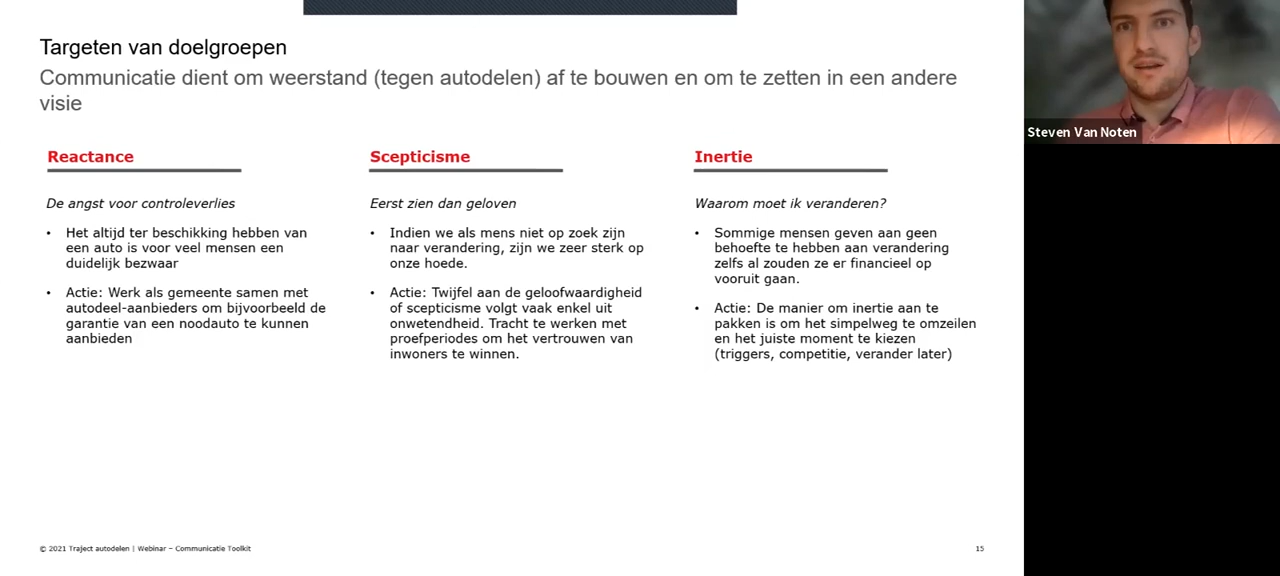 Targeten van doelgroepen
Communicatie dient om weerstand (tegen autodelen) af te bouwen en om te zetten in een andere
visie
Reactance
De angst voor controleverlies
• Het altijd ter beschikking hebben van
een auto is voor veel mensen een
duidelijk bezwaar
• Actie: Werk als gemeente samen met
autodeel-aanbieders om bijvoorbeeld de
garantie van een noodauto te kunnen
aanbieden
Scepticisme
Eerst zien dan geloven
• Indien we als mens niet op zoek zijn
naar verandering, zijn we zeer sterk op
onze hoede.
• Actie: Twijfel aan de geloofwaardigheid
of scepticisme volgt vaak enkel uit
onwetendheid. Tracht te werken met
proefperiodes om het vertrouwen van
inwoners te winnen.
Inertie
Waarom moet ik veranderen?
• Sommige mensen geven aan geen
behoefte te hebben aan verandering
zelfs al zouden ze er financieel op
vooruit gaan.
• Actie: De manier om inertie aan te
pakken is om het simpelweg te omzeilen
en het juiste moment te kiezen
(triggers, competitie, verander later)
© 2021 Traject autodelen | Webinar – Communicatie Toolkit
15
Steven Van Noten